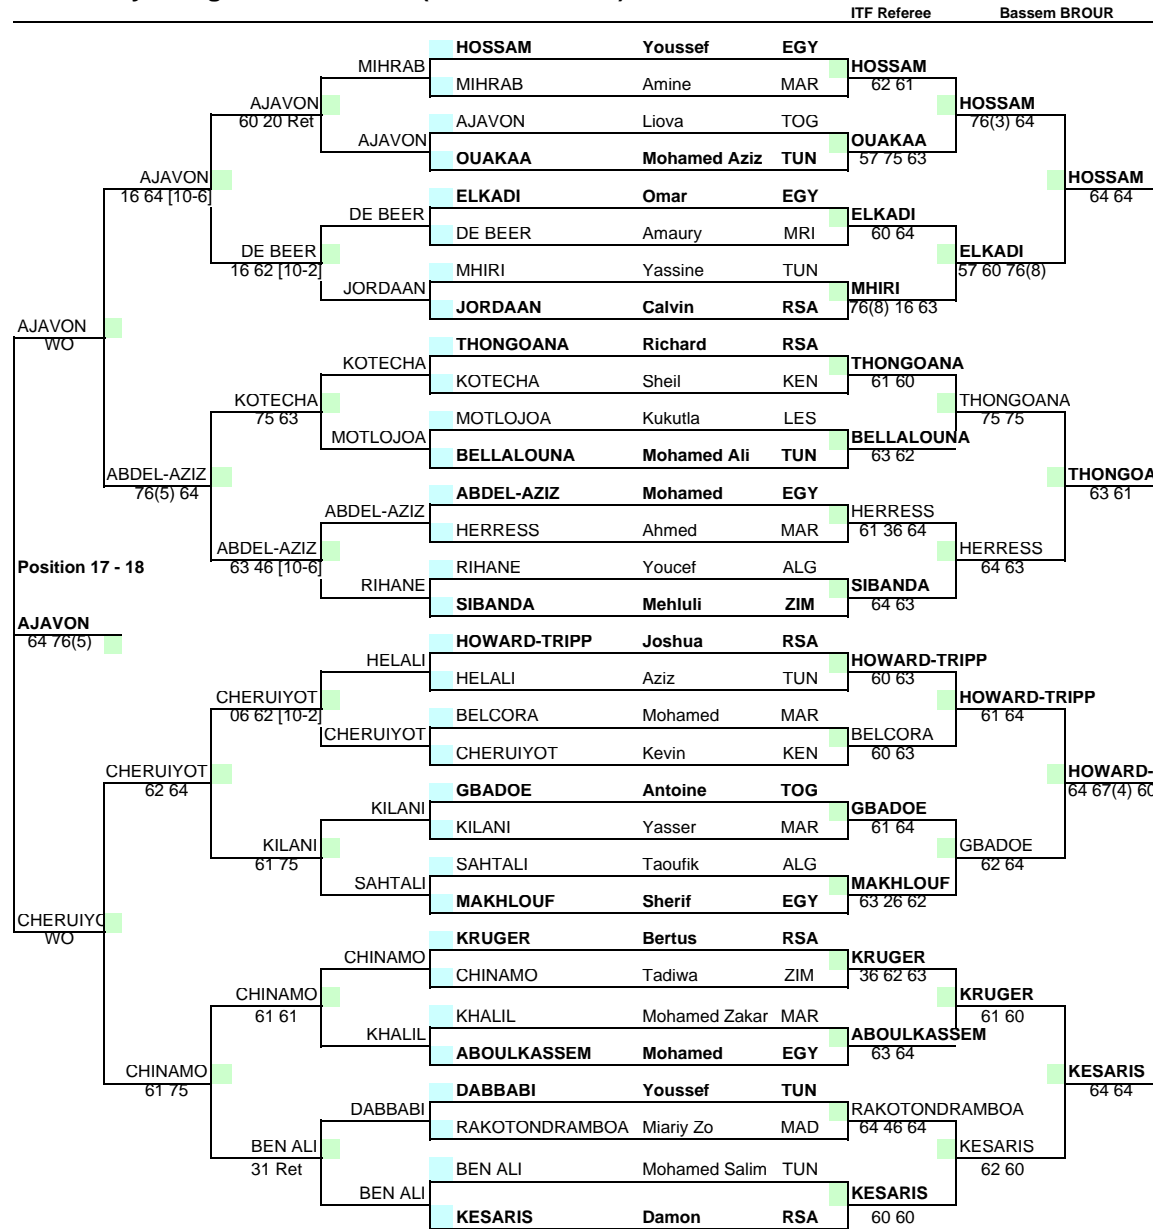 ITF Referee Bassem BROUR
HOSSAM Youssef EGY
MIHRAB HOSSAM
MIHRAB Amine MAR 62 61
AJAVON HOSSAM
60 20 Ret AJAVON Liova TOG 76(3) 64
AJAVON OUAKAA
OUAKAA Mohamed Aziz TUN 57 75 63
AJAVON HOSSAM
16 64 [10-6] ELKADI Omar EGY 64 64
DE BEER ELKADI
DE BEER Amaury MRI 60 64
DE BEER ELKADI
16 62 [10-2] MHIRI Yassine TUN 57 60 76(8)
JORDAAN MHIRI
JORDAAN Calvin RSA 76(8) 16 63
AJAVON
WO THONGOANA Richard RSA
KOTECHA THONGOANA
KOTECHA Sheil KEN 61 60
KOTECHA THONGOANA
75 63 MOTLOJOA Kukutla LES 75 75
MOTLOJOA BELLALOUNA
BELLALOUNA Mohamed Ali TUN 63 62
ABDEL-AZIZ THONGOA
76(5) 64 ABDEL-AZIZ Mohamed EGY 63 61
ABDEL-AZIZ HERRESS
HERRESS Ahmed MAR 61 36 64
ABDEL-AZIZ HERRESS
Position 17 - 18 63 46 [10-6] RIHANE Youcef ALG 64 63
RIHANE SIBANDA
SIBANDA Mehluli ZIM 64 63
AJAVON
64 76(5) HOWARD-TRIPP Joshua RSA
HELALI HOWARD-TRIPP
HELALI Aziz TUN 60 63
CHERUIYOT HOWARD-TRIPP
06 62 [10-2] BELCORA Mohamed MAR 61 64
CHERUIYOT BELCORA
CHERUIYOT Kevin KEN 60 63
CHERUIYOT HOWARD-
62 64 GBADOE Antoine TOG 64 67(4) 60
KILANI GBADOE
KILANI Yasser MAR 61 64
KILANI GBADOE
61 75 SAHTALI Taoufik ALG 62 64
SAHTALI MAKHLOUF
MAKHLOUF Sherif EGY 63 26 62
CHERUIYO
WO KRUGER Bertus RSA
CHINAMO KRUGER
CHINAMO Tadiwa ZIM 36 62 63
CHINAMO KRUGER
61 61 KHALIL Mohamed Zakar MAR 61 60
KHALIL ABOULKASSEM
ABOULKASSEM Mohamed EGY 63 64
CHINAMO KESARIS
61 75 DABBABI Youssef TUN 64 64
DABBABI RAKOTONDRAMBOA
RAKOTONDRAMBOA Miariy Zo MAD 64 46 64
BEN ALI KESARIS
31 Ret BEN ALI Mohamed Salim TUN 62 60
BEN ALI KESARIS
KESARIS Damon RSA 60 60